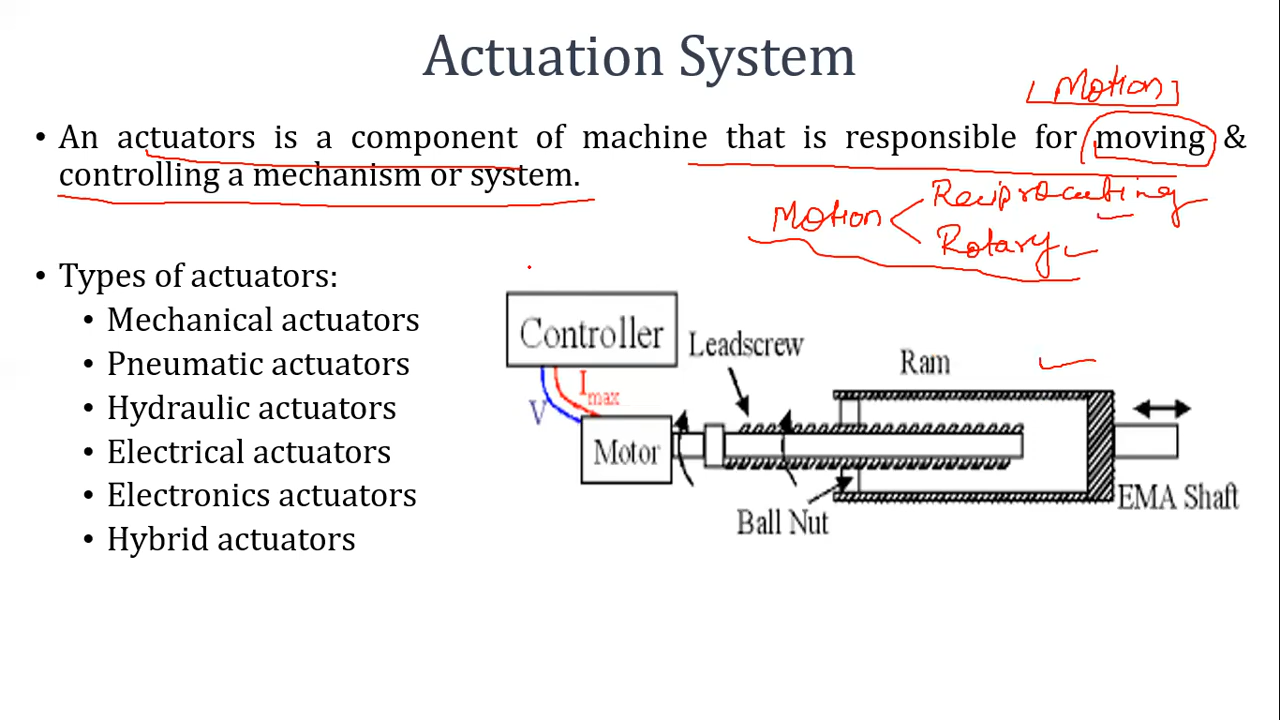 Actuation System
[Motion]
• An actuators is a component of machine that is responsible for moving &
controlling a mechanism or system.
Motion < Reciprocating
Rotary
• Types of actuators:
• Mechanical actuators
• Pneumatic actuators
• Hydraulic actuators
• Electrical actuators
• Electronics actuators
• Hybrid actuators
Controller
Leadscrew
Ram
V
Imax
Motor
EMA Shaft
Ball Nut